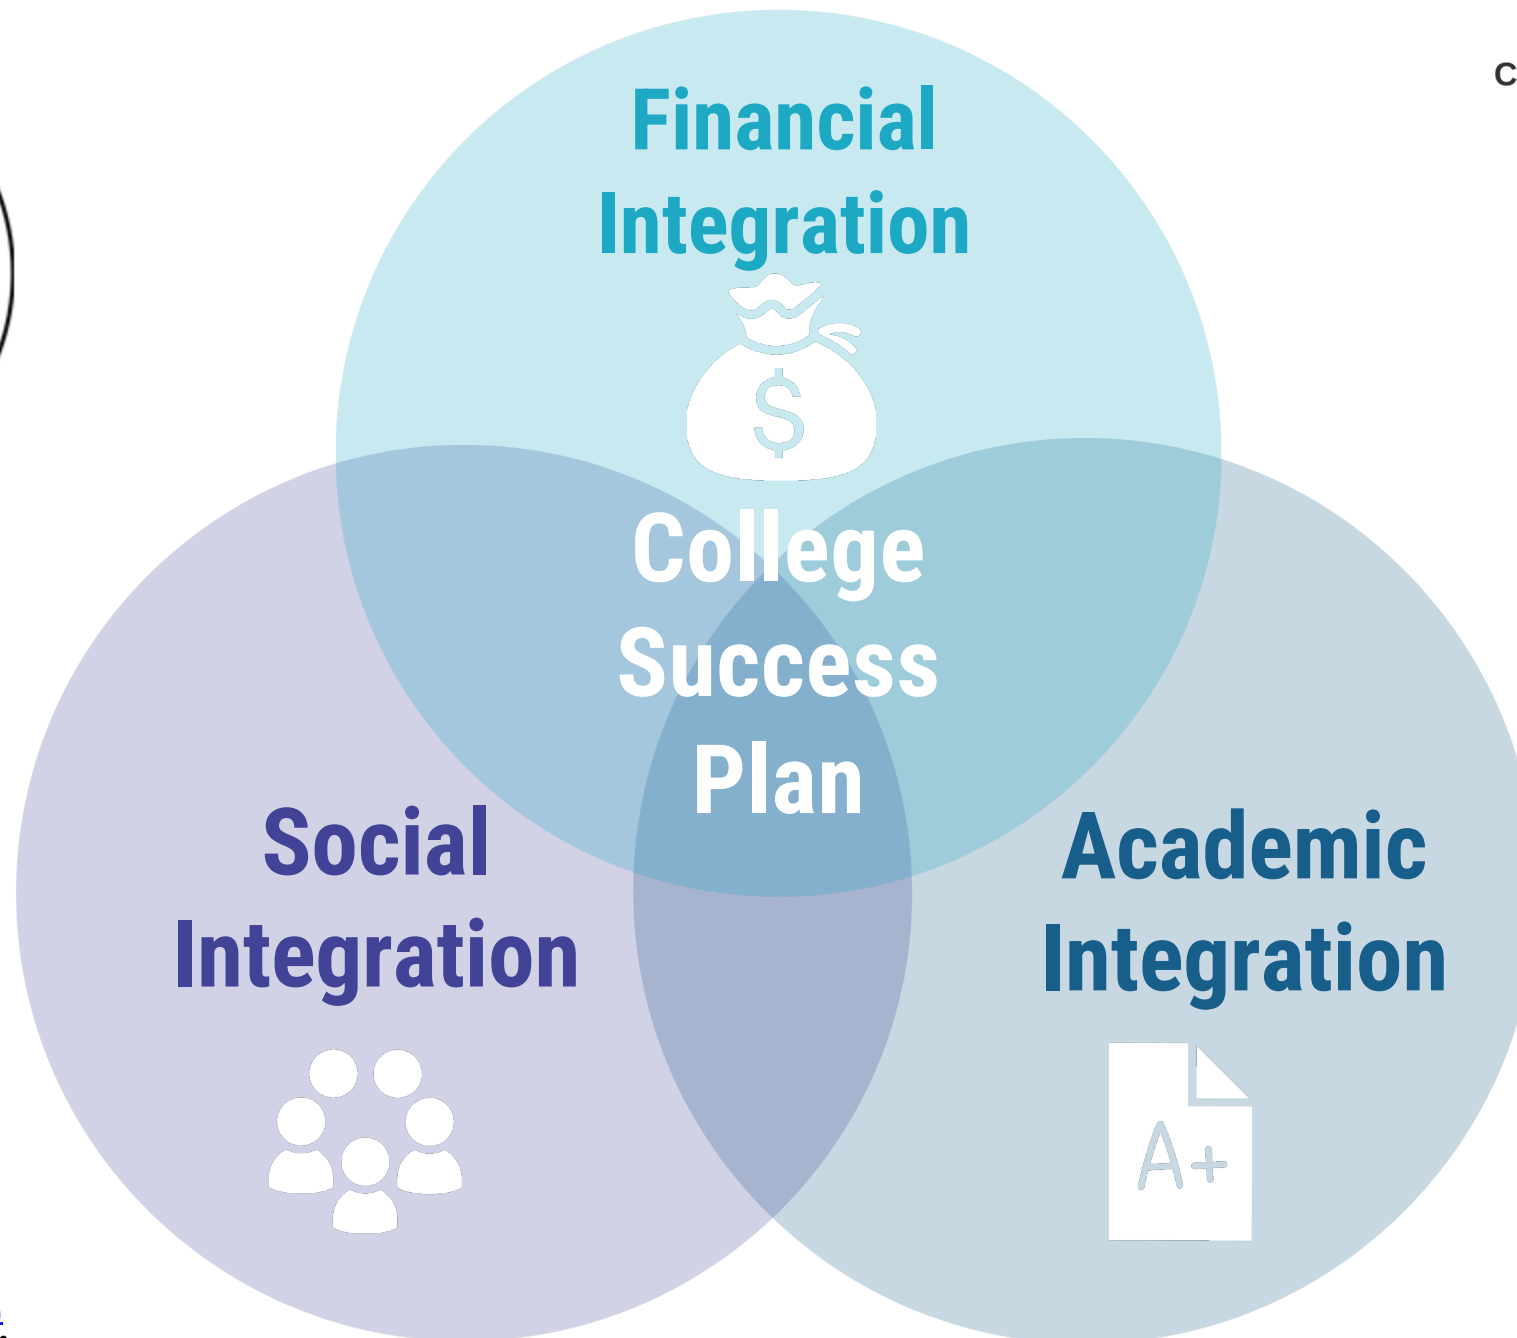 C
Financial
Integration
$
College
Success
Plan
Social
Integration
Academic
Integration
A+